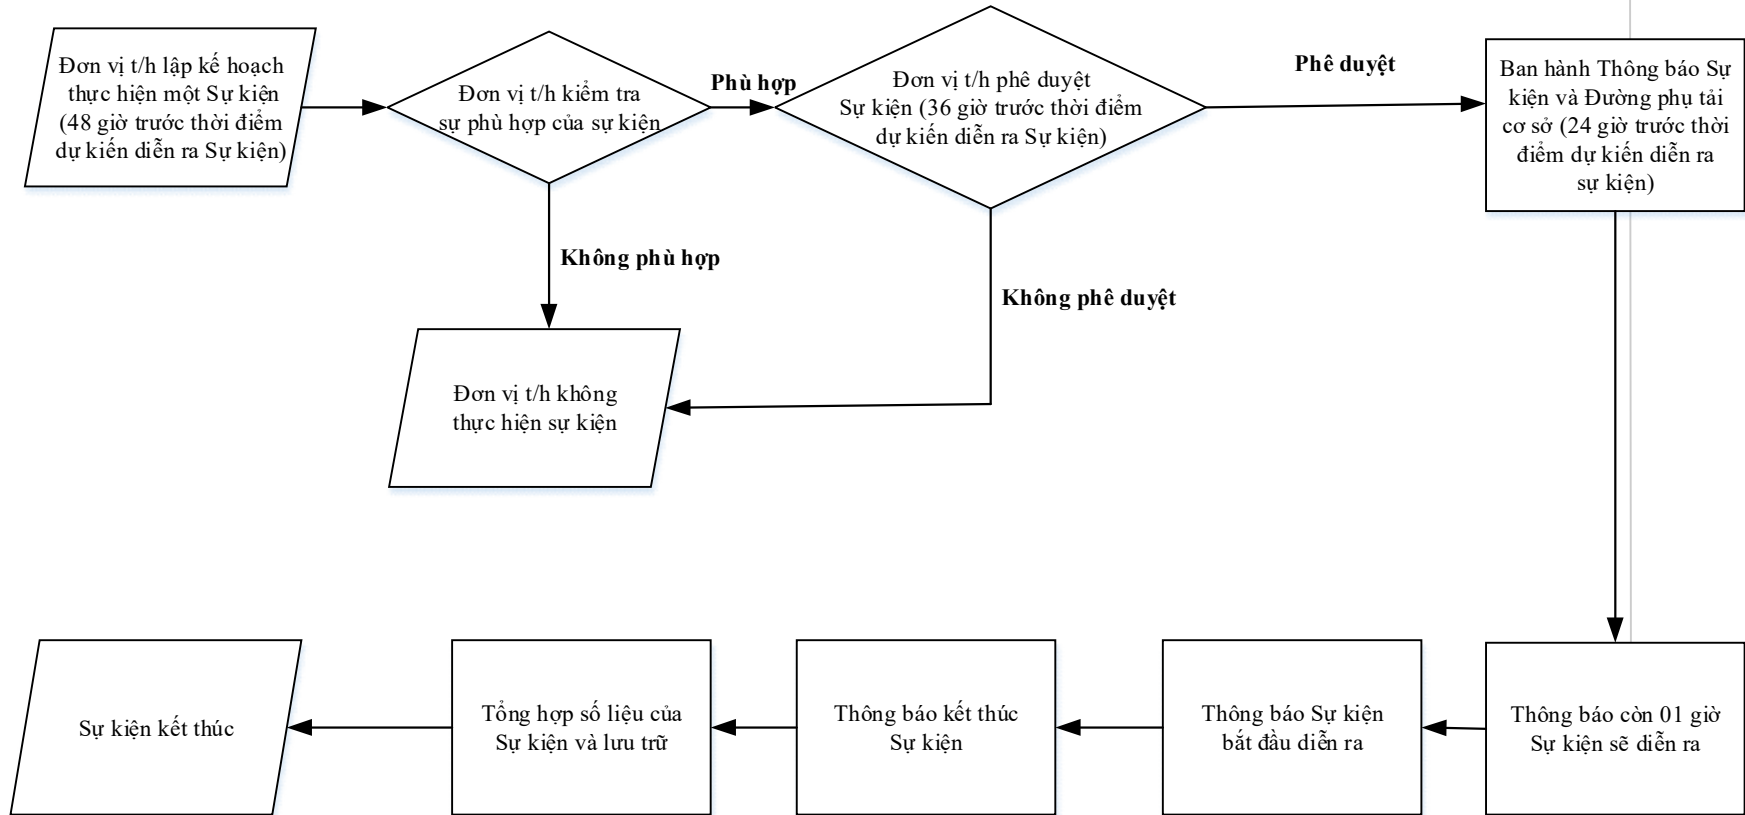 Đơn vị t/h lập kế hoạch
thực hiện một Sự kiện
(48 giờ trước thời điểm
dự kiến diễn ra Sự kiện)
Đơn vị t/h kiểm tra
sự phù hợp của sự kiện
Phù hợp
Đơn vị t/h phê duyệt
Sự kiện (36 giờ trước thời điểm
dự kiến diễn ra Sự kiện)
Phê duyệt
Ban hành Thông báo Sự
kiện và Đường phụ tải
cơ sở (24 giờ trước thời
điểm dự kiến diễn ra
sự kiện)
Không phù hợp
Không phê duyệt
Đơn vị t/h không
thực hiện sự kiện
Sự kiện kết thúc
Tổng hợp số liệu của
Sự kiện và lưu trữ
Thông báo kết thúc
Sự kiện
Thông báo Sự kiện
bắt đầu diễn ra
Thông báo còn 01 giờ
Sự kiện sẽ diễn ra